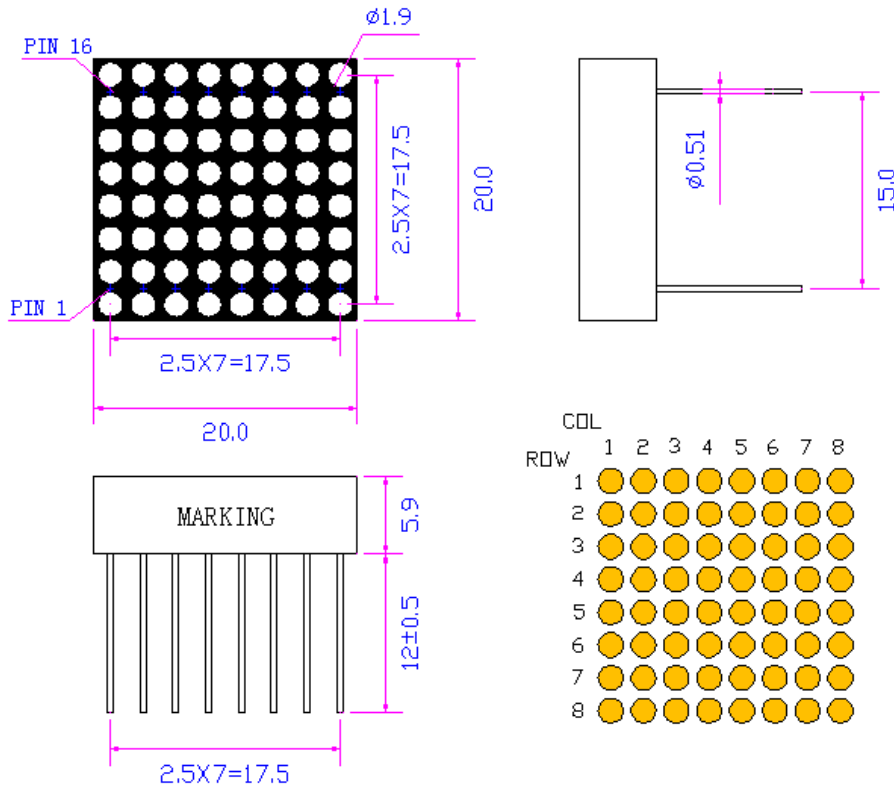 PIN 16
ø1.9
2.5X7=17.5
20.0
PIN 1
2.5X7=17.5
20.0
ø0.51
15.0
MARKING
5.9
12±0.5
2.5X7=17.5
COL
1 2 3 4 5 6 7 8
ROW
1
2
3
4
5
6
7
8